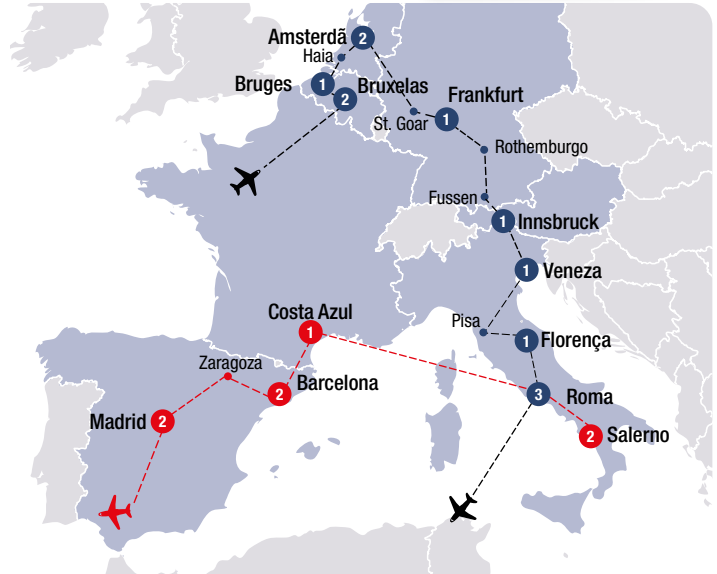 Amsterdã 2
Haia
Bruges 1
2 Bruxelas
Frankfurt
1
St. Goar
Rothemburgo
Fussen
1 Innsbruck
1 Veneza
Costa Azul
1
Pisa
1 Florença
Zaragoza
2 Barcelona
3 Roma
Madrid 2
2 Salerno